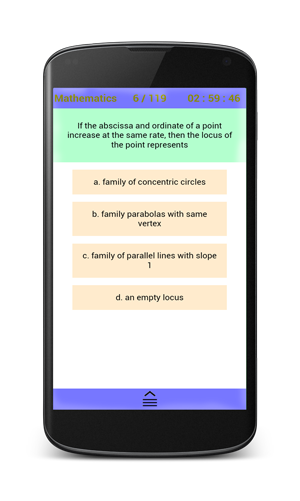 Mathematics 6 / 119 02 : 59 : 46
If the abscissa and ordinate of a point
increase at the same rate, then the locus of
the point represents
a. family of concentric circles
b. family parabolas with same
vertex
c. family of parallel lines with slope
1
d. an empty locus